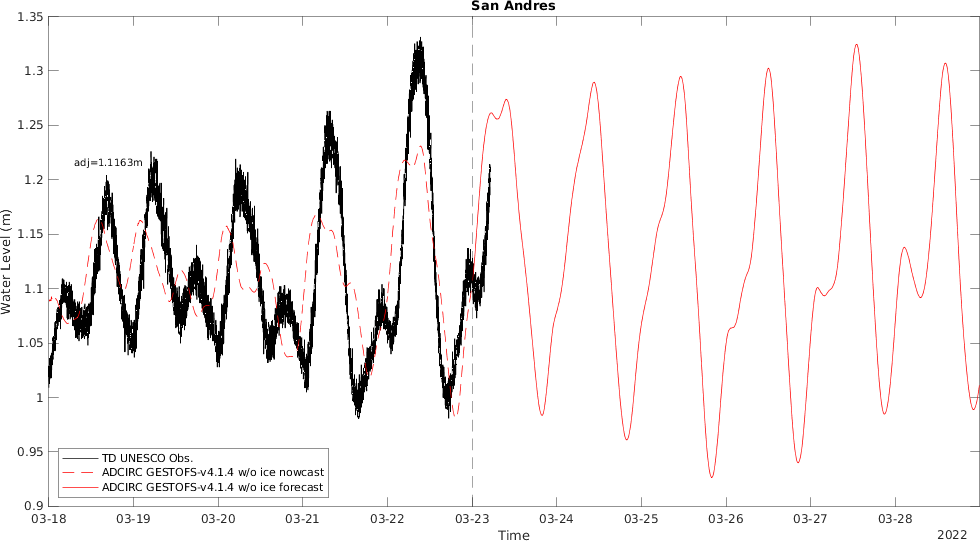 San Andres
1.35
1.3
1.25
1.2
1.15
1.1
1.05
1
0.95
0.9
Water Level (m)
adj=1.1163m
TD UNESCO Obs.
ADCIRC GESTOFS-v4.1.4 w/o ice nowcast
ADCIRC GESTOFS-v4.1.4 w/o ice forecast
03-18 03-19 03-20 03-21 03-22 03-23 03-24 03-25 03-26 03-27 03-28
Time
2022